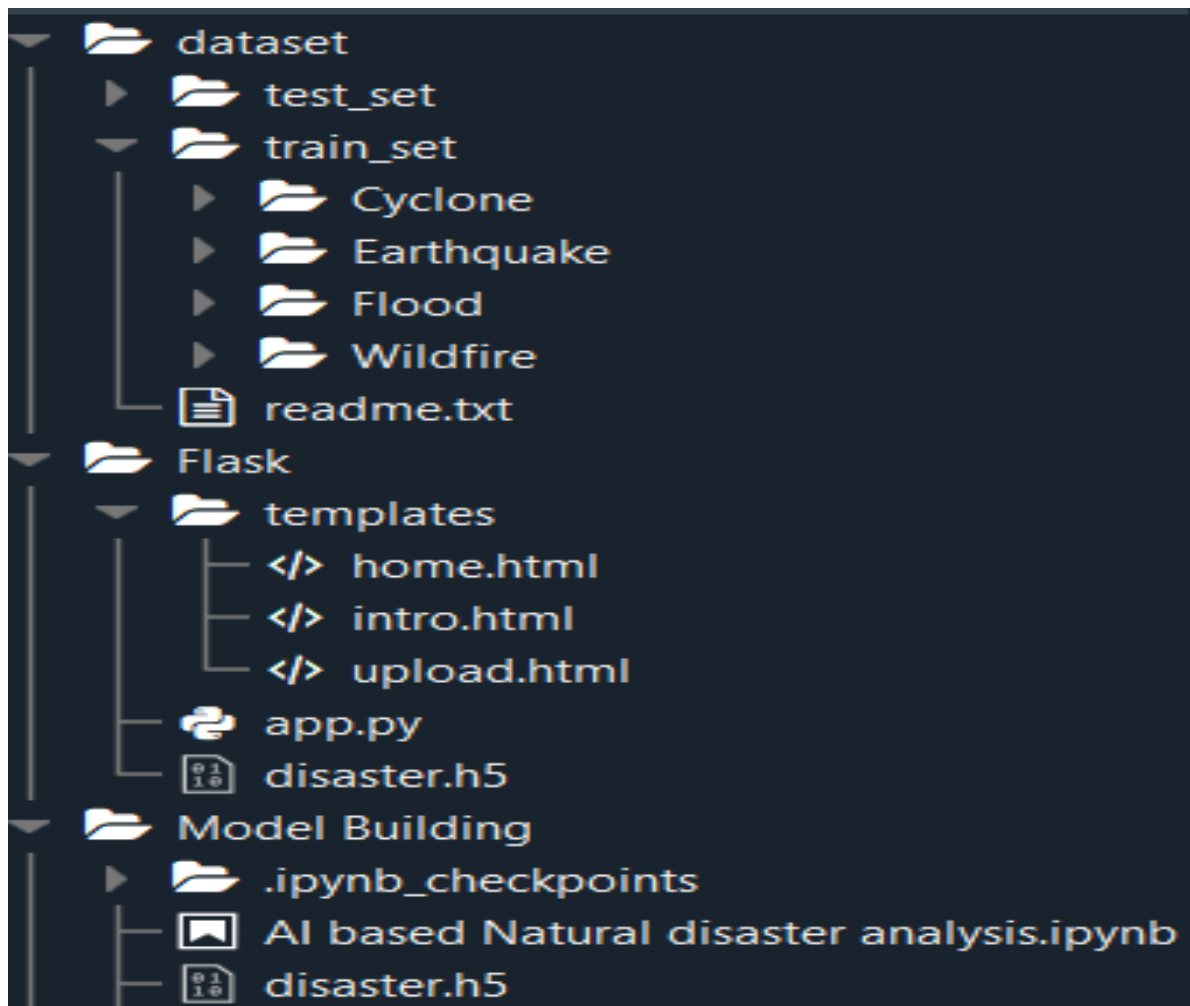 dataset
test_set
train_set
Cyclone
Earthquake
Flood
Wildfire
readme.txt
Flask
templates
</> home.html
</> intro.html
</> upload.html
app.py
disaster.h5
Model Building
.ipynb_checkpoints
AI based Natural disaster analysis.ipynb
disaster.h5